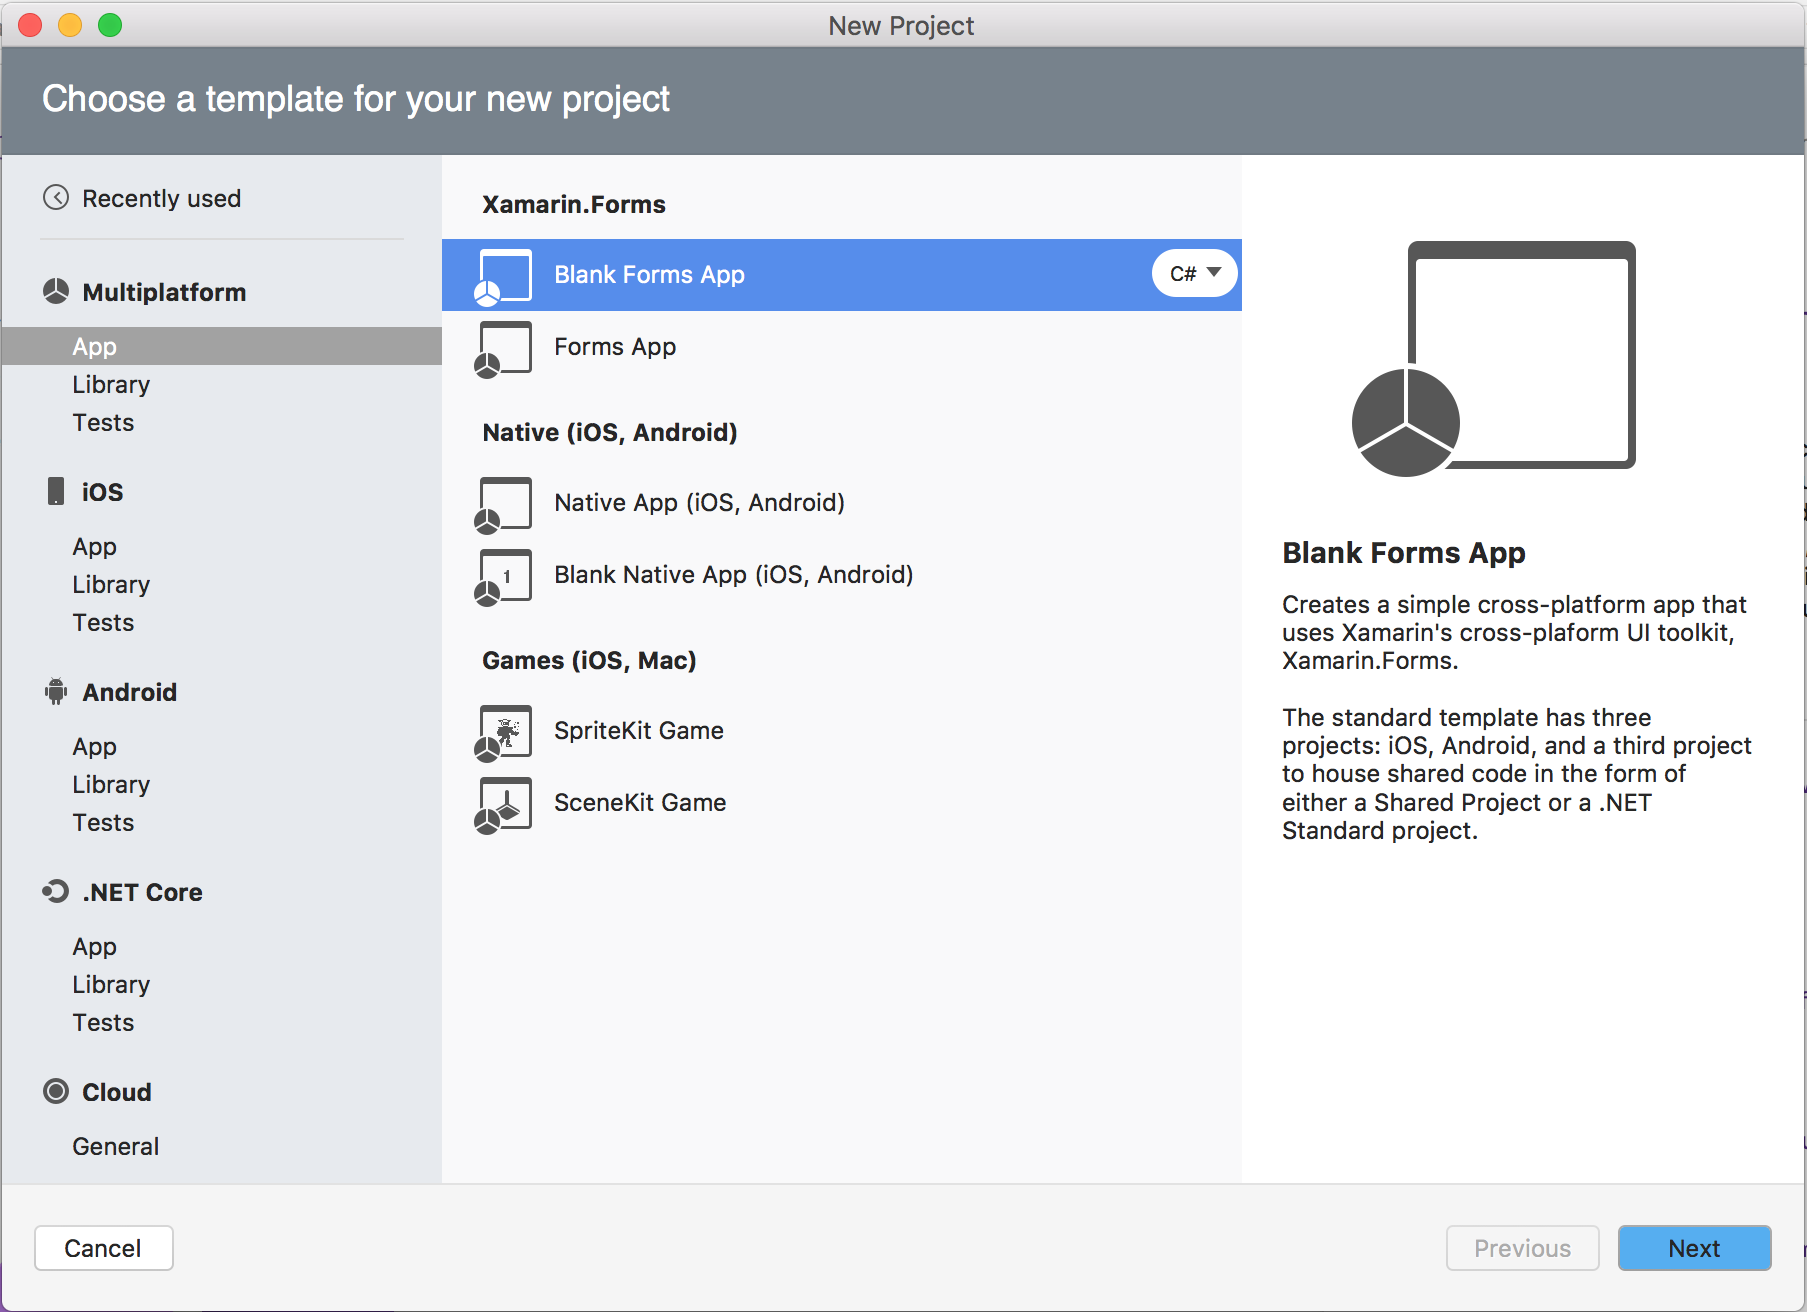 New Project
Choose a template for your new project
Recently used
Multiplatform
App
Library
Tests
iOS
App
Library
Tests
Android
App
Library
Tests
.NET Core
App
Library
Tests
Cloud
General
Xamarin.Forms
Blank Forms App
C#
Forms App
Native (iOS, Android)
Native App (iOS, Android)
1
Blank Native App (iOS, Android)
Games (iOS, Mac)
SpriteKit Game
SceneKit Game
Blank Forms App
Creates a simple cross-platform app that
uses Xamarin's cross-plaform UI toolkit,
Xamarin.Forms.
The standard template has three
projects: iOS, Android, and a third project
to house shared code in the form of
either a Shared Project or a .NET
Standard project.
Cancel
Previous
Next